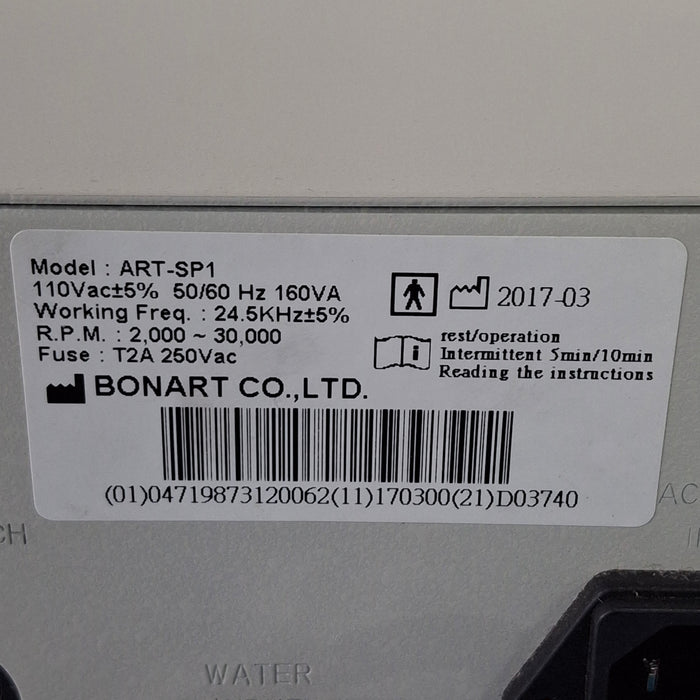 Model : ART-SP1
110Vac±5% 50/60 Hz 160VA
Working Freq. : 24.5KHz±5%
R.P.M. : 2,000 ~ 30,000
Fuse : T2A 250Vac
BONART CO.,LTD.
2017-03
i
rest/operation
Intermittent 5min/10min
Reading the instructions
(01)04719873120062(11)170300(21)D03740
AC
CH
WATER